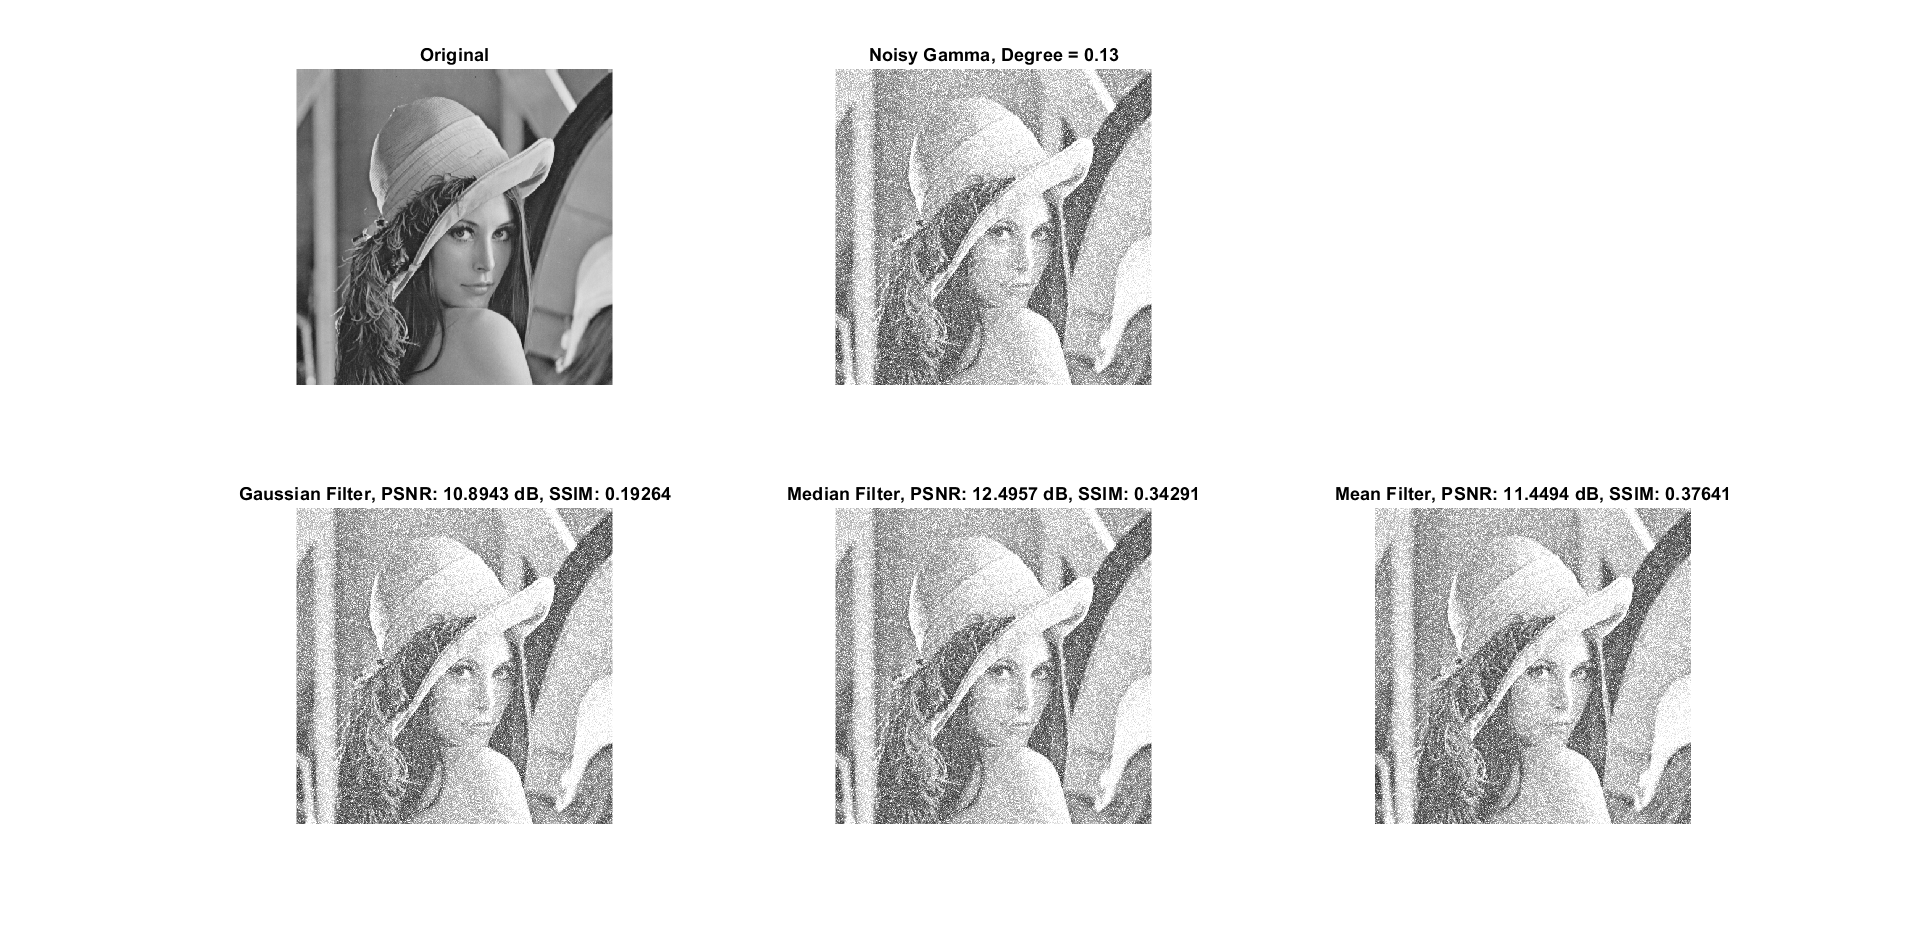 Original
Noisy Gamma, Degree = 0.13
Gaussian Filter, PSNR: 10.8943 dB, SSIM: 0.19264
Median Filter, PSNR: 12.4957 dB, SSIM: 0.34291
Mean Filter, PSNR: 11.4494 dB, SSIM: 0.37641